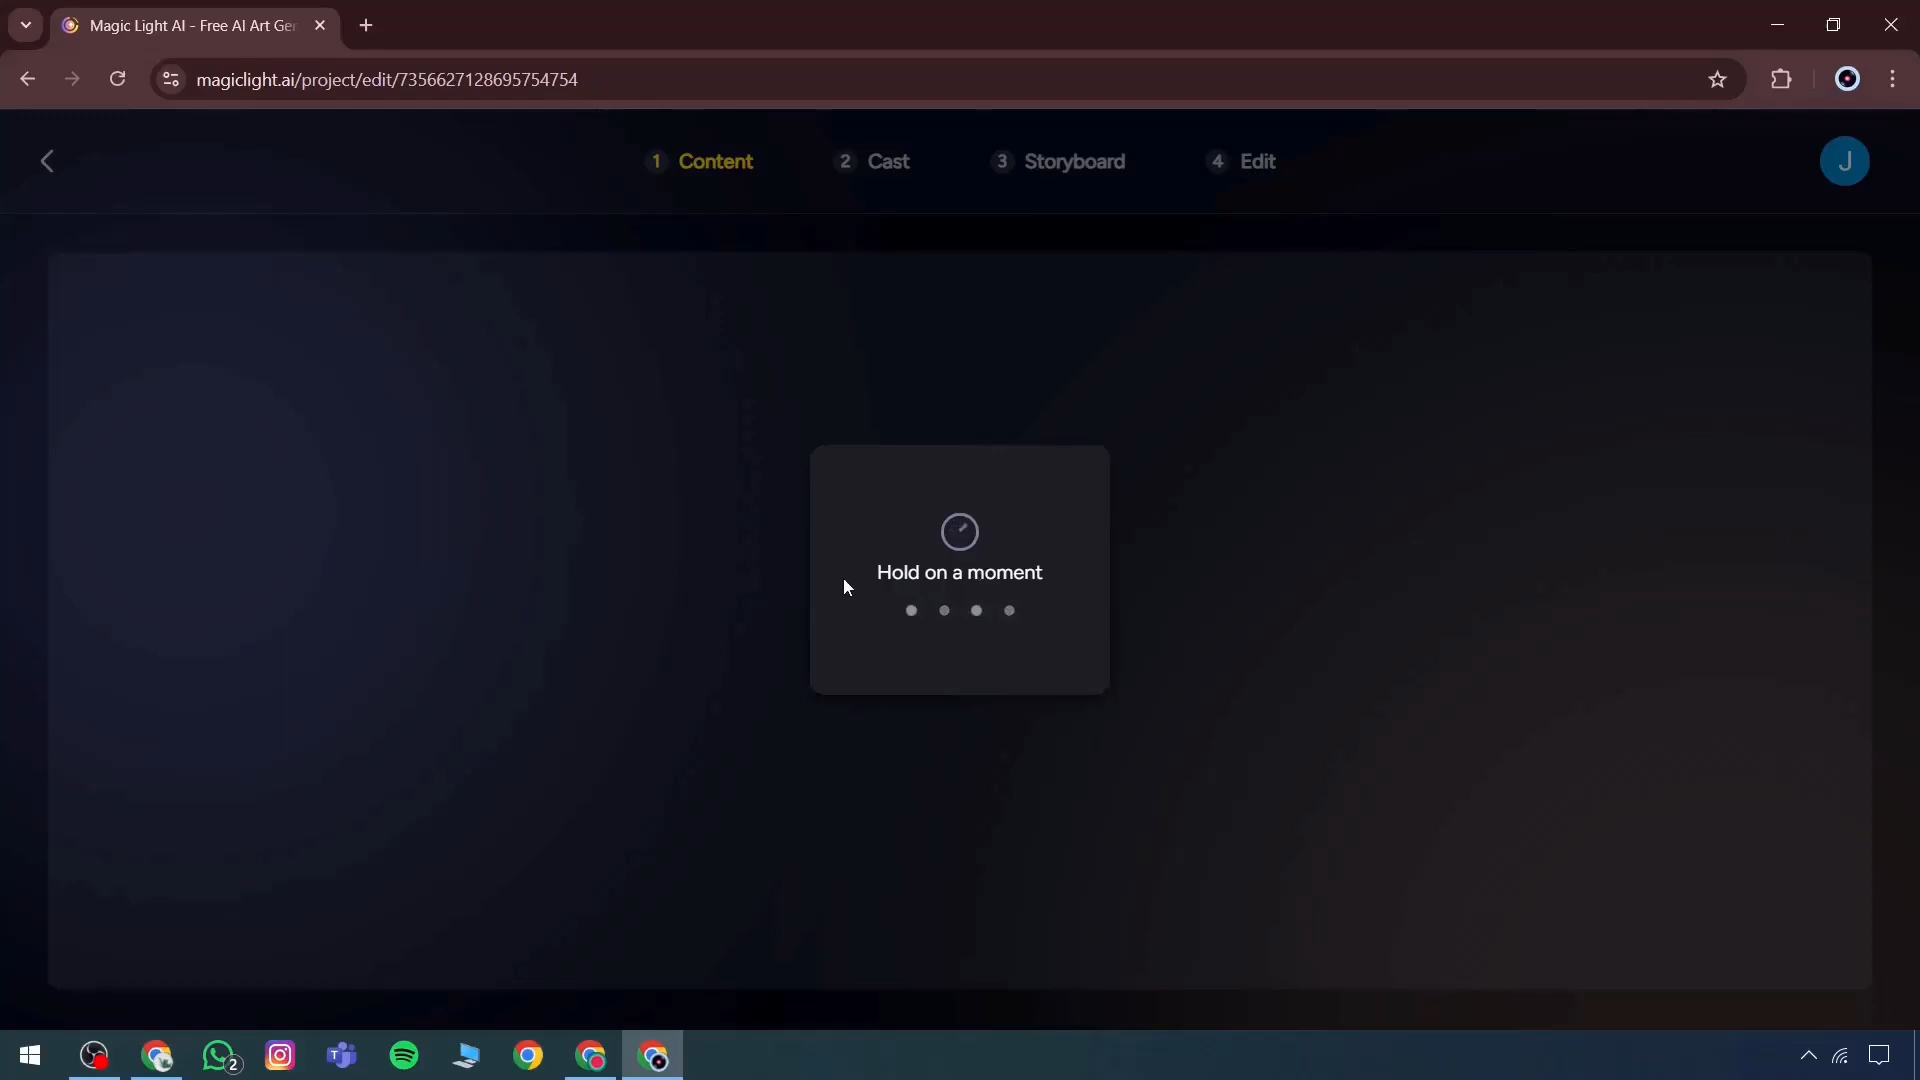 Magic Light AI - Free AI Art Ger
magiclight.ai/project/edit/7356627128695754754
1 Content 2 Cast 3 Storyboard 4 Edit
J
Hold on a moment
2